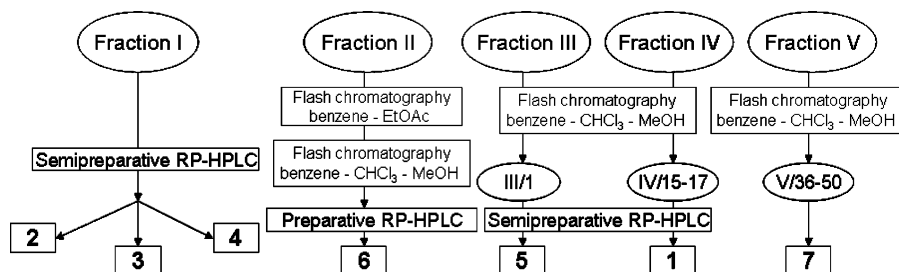 Fraction I
Fraction II
Fraction III
Fraction IV
Fraction V
Flash chromatography
benzene - EtOAc
Flash chromatography
benzene - CHCl₃ - MeOH
Flash chromatography
benzene - CHCl₃ - MeOH
Semipreparative RP-HPLC
Flash chromatography
benzene - CHCl₃ - MeOH
III/1
IV/15-17
V/36-50
Preparative RP-HPLC
Semipreparative RP-HPLC
2
4
3
6
5
1
7